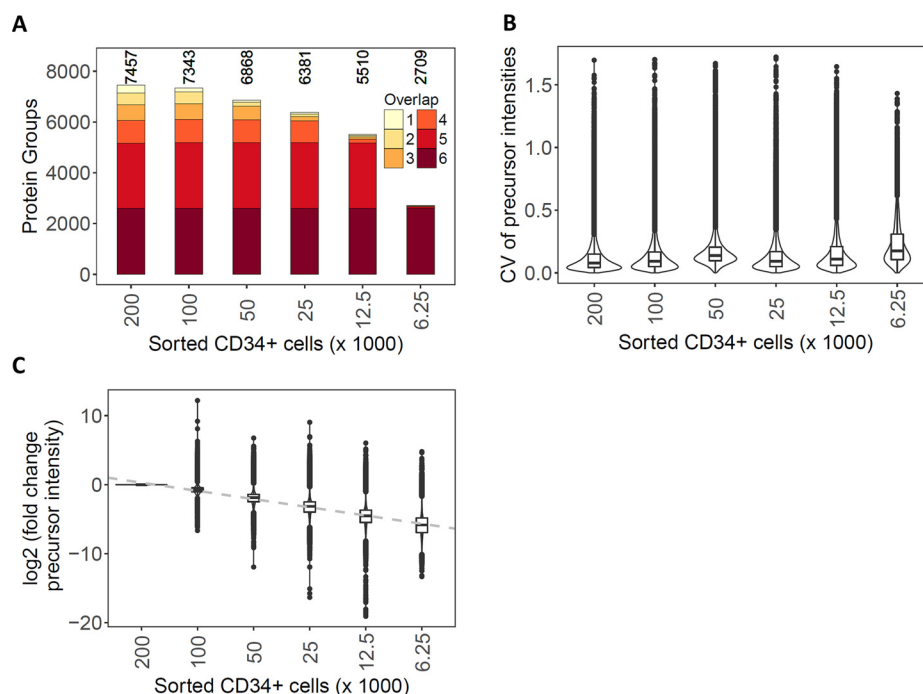 A
7457 7343 6868 6381 5510 2709
8000
6000
4000
2000
0
Protein Groups
Overlap
1 4
2 5
3 6
200 100 50 25 12.5 6.25
Sorted CD34+ cells (x 1000)
B
1.5
1.0
0.5
0.0
CV of precursor intensities
200 100 50 25 12.5 6.25
Sorted CD34+ cells (x 1000)
C
10
0
−10
−20
log2 (fold change
precursor intensity)
200 100 50 25 12.5 6.25
Sorted CD34+ cells (x 1000)